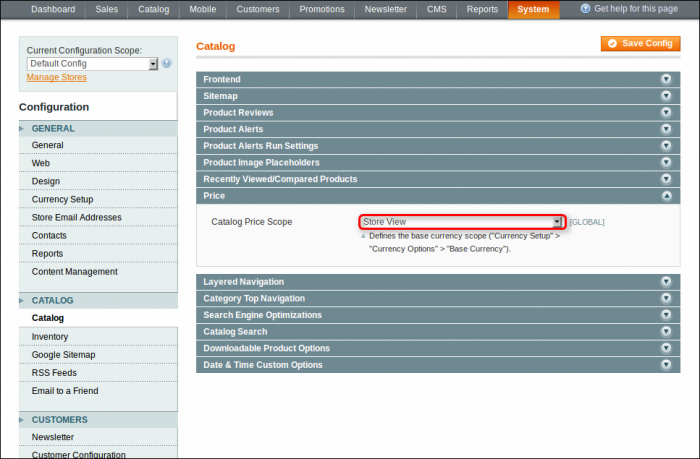 Dashboard Sales Catalog Mobile Customers Promotions Newsletter CMS Reports System Get help for this page
Current Configuration Scope:
Default Config
Manage Stores
Configuration
GENERAL
General
Web
Design
Currency Setup
Store Email Addresses
Contacts
Reports
Content Management
CATALOG
Catalog
Inventory
Google Sitemap
RSS Feeds
Email to a Friend
CUSTOMERS
Newsletter
Customer Configuration
Catalog
Save Config
Frontend
Sitemap
Product Reviews
Product Alerts
Product Alerts Run Settings
Product Image Placeholders
Recently Viewed/Compared Products
Price
Catalog Price Scope Store View [GLOBAL]
Defines the base currency scope ("Currency Setup" >
"Currency Options" > "Base Currency").
Layered Navigation
Category Top Navigation
Search Engine Optimizations
Catalog Search
Downloadable Product Options
Date & Time Custom Options